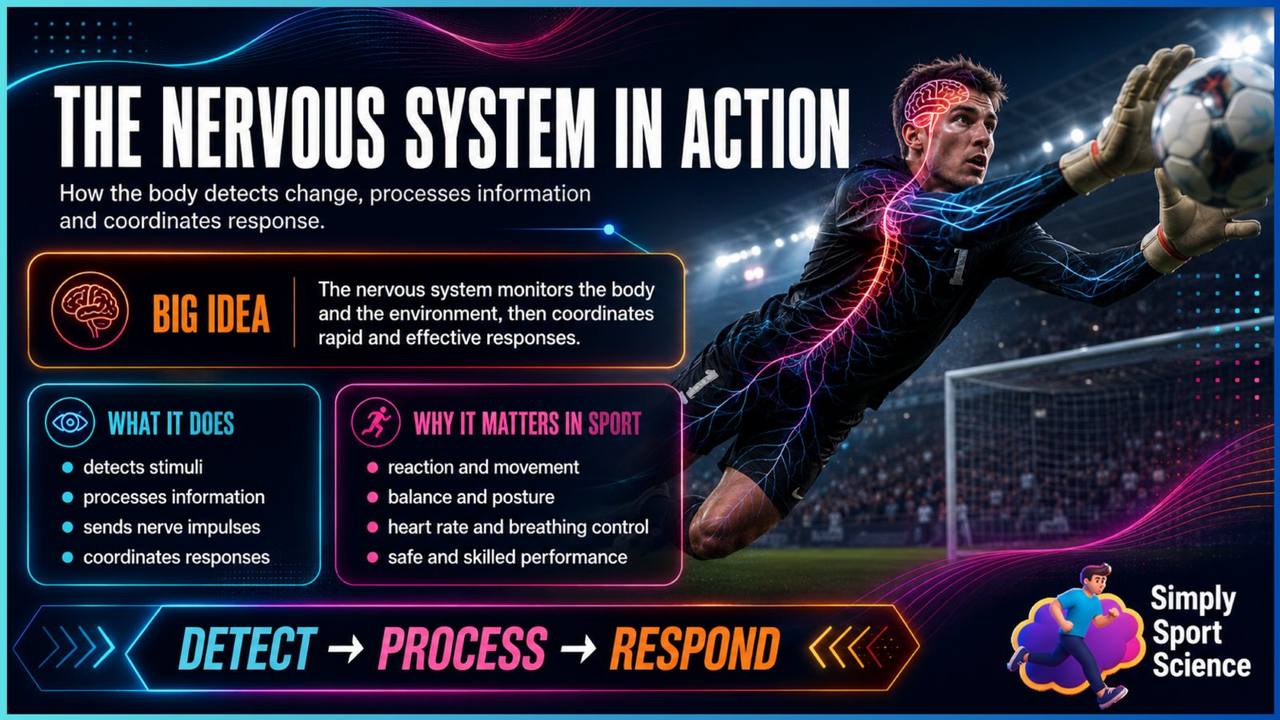 THE NERVOUS SYSTEM IN ACTION
How the body detects change, processes information
and coordinates response.
BIG IDEA
The nervous system monitors the body
and the environment, then coordinates
rapid and effective responses.
WHAT IT DOES
detects stimuli
processes information
sends nerve impulses
coordinates responses
WHY IT MATTERS IN SPORT
reaction and movement
balance and posture
heart rate and breathing control
safe and skilled performance
DETECT → PROCESS → RESPOND
1
1
Simply
Sport
Science